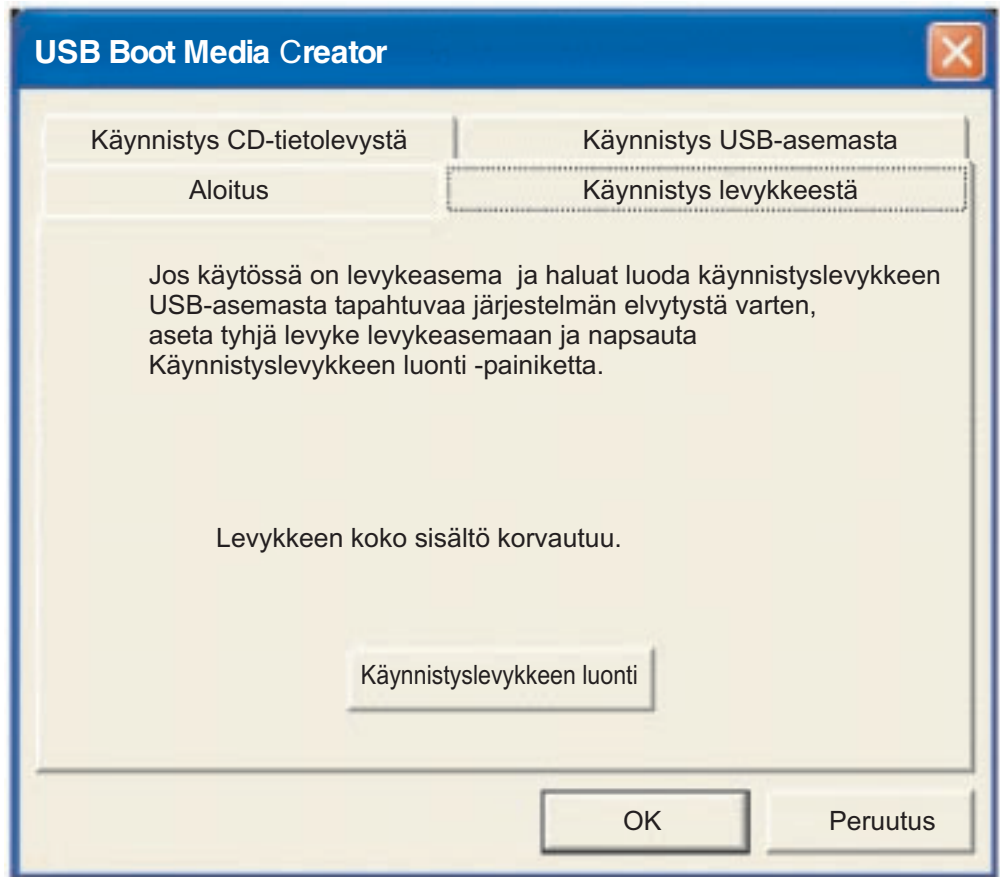 USB Boot Media Creator
Käynnistys CD-tietolevystä
Käynnistys USB-asemasta
Aloitus
Käynnistys levykkeestä
Jos käytössä on levykeasema ja haluat luoda käynnistyslevykkeen
USB-asemasta tapahtuvaa järjestelmän elvytystä varten,
aseta tyhjä levyke levykeasemaan ja napsauta
Käynnistyslevykkeen luonti -painiketta.
Levykkeen koko sisältö korvautuu.
Käynnistyslevykkeen luonti
OK
Peruutus